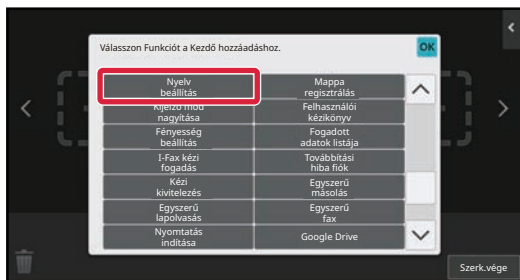 Válasszon Funkciót a Kezdő hozzáadáshoz.
OK
Nyelv
beállítás
Mappa
regisztrálás
Kijelző mód
nagyítása
Felhasználói
kézikönyv
Fényesség
beállítás
Fogadott
adatok listája
I-Fax kézi
fogadás
Továbbítási
hiba fiók
Kézi
kivitelezés
Egyszerű
másolás
Egyszerű
lapolvasás
Egyszerű
fax
Nyomtatás
indítása
Google Drive
Szerk.vége